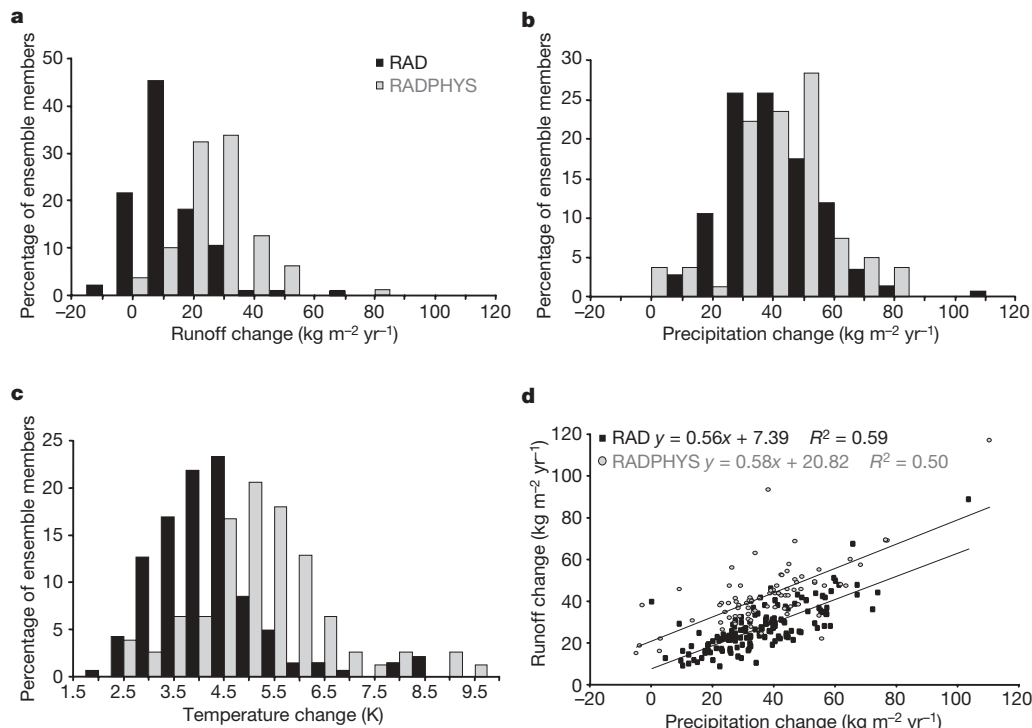 a
Percentage of ensemble members
50
40
30
20
10
0
–20 0 20 40 60 80 100 120
Runoff change (kg m–2 yr–1)
RAD
RADPHYS
b
Percentage of ensemble members
30
25
20
15
10
5
0
–20 0 20 40 60 80 100 120
Precipitation change (kg m–2 yr–1)
c
Percentage of ensemble members
25
20
15
10
5
0
1.5 2.5 3.5 4.5 5.5 6.5 7.5 8.5 9.5
Temperature change (K)
d
Runoff change (kg m–2 yr–1)
120
100
80
60
40
20
0
–20 0 20 40 60 80 100 120
Precipitation change (kg m–2 yr–1)
RAD y = 0.56x + 7.39 R2 = 0.59
RADPHYS y = 0.58x + 20.82 R2 = 0.50